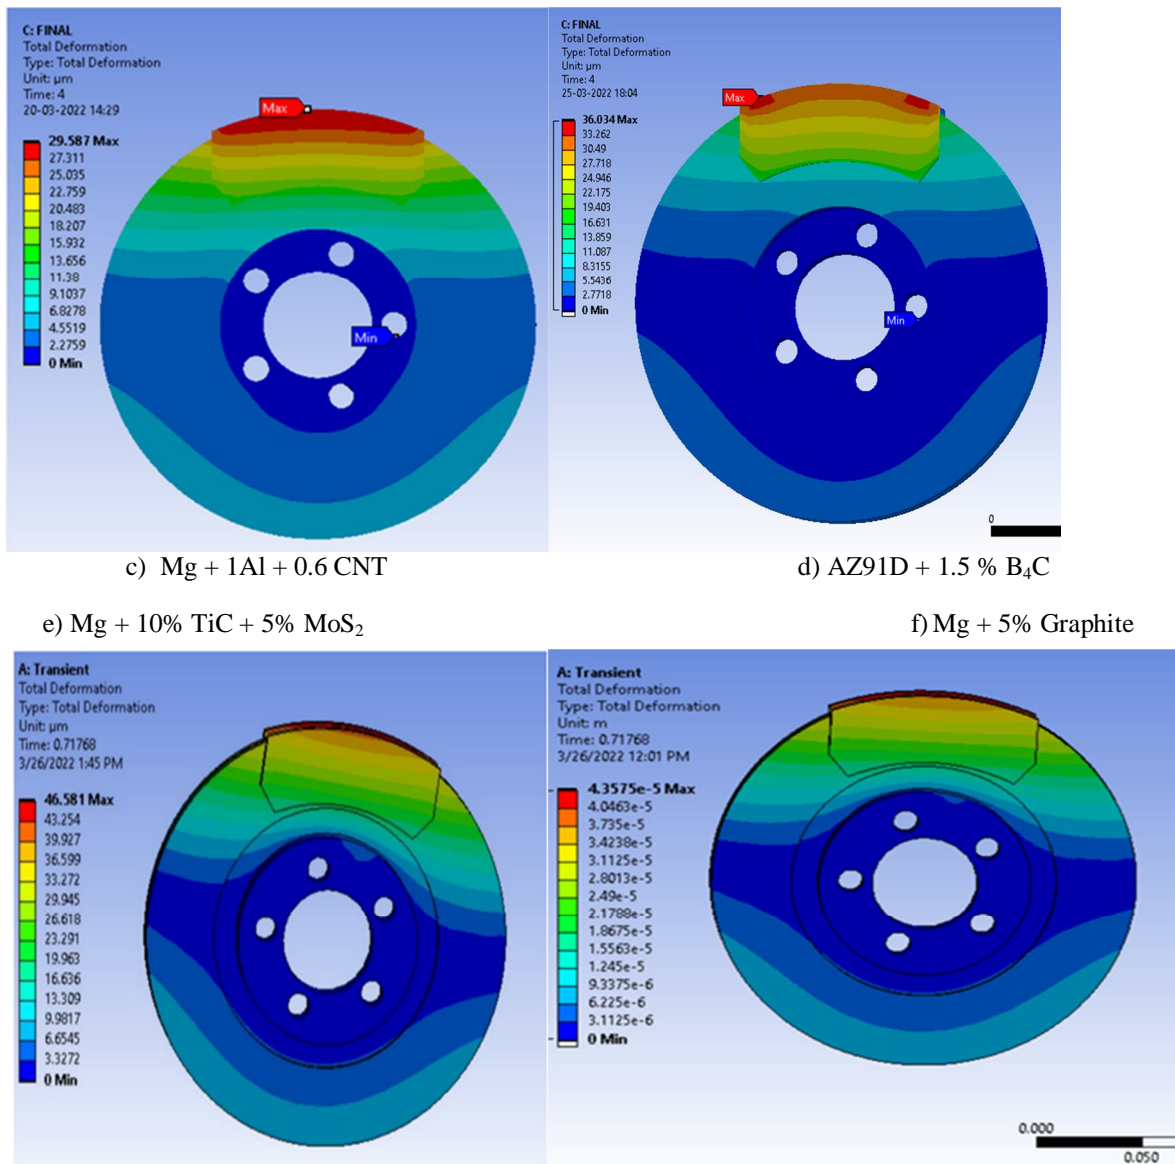 C: FINAL
Total Deformation
Type: Total Deformation
Unit: µm
Time: 4
20-03-2022 14:29
Max
29.587 Max
27.311
25.035
22.759
20.483
18.207
15.932
13.656
11.38
9.1037
6.8278
4.5519
2.2759
0 Min
Min
C: FINAL
Total Deformation
Type: Total Deformation
Unit: µm
Time: 4
25-03-2022 18:04
Max
36.034 Max
33.262
30.49
27.718
24.946
22.175
19.403
16.631
13.859
11.087
8.3155
5.5436
2.7718
0 Min
Min
0
c) Mg + 1Al + 0.6 CNT
d) AZ91D + 1.5 % B₄C
e) Mg + 10% TiC + 5% MoS₂
f) Mg + 5% Graphite
A: Transient
Total Deformation
Type: Total Deformation
Unit: µm
Time: 0.71768
3/26/2022 1:45 PM
46.581 Max
43.254
39.927
36.599
33.272
29.945
26.618
23.291
19.963
16.636
13.309
9.9817
6.6545
3.3272
0 Min
A: Transient
Total Deformation
Type: Total Deformation
Unit: m
Time: 0.71768
3/26/2022 12:01 PM
4.3575e-5 Max
4.0463e-5
3.735e-5
3.4238e-5
3.1125e-5
2.8013e-5
2.49e-5
2.1788e-5
1.8675e-5
1.5563e-5
1.245e-5
9.3375e-6
6.225e-6
3.1125e-6
0 Min
0.000
0.050